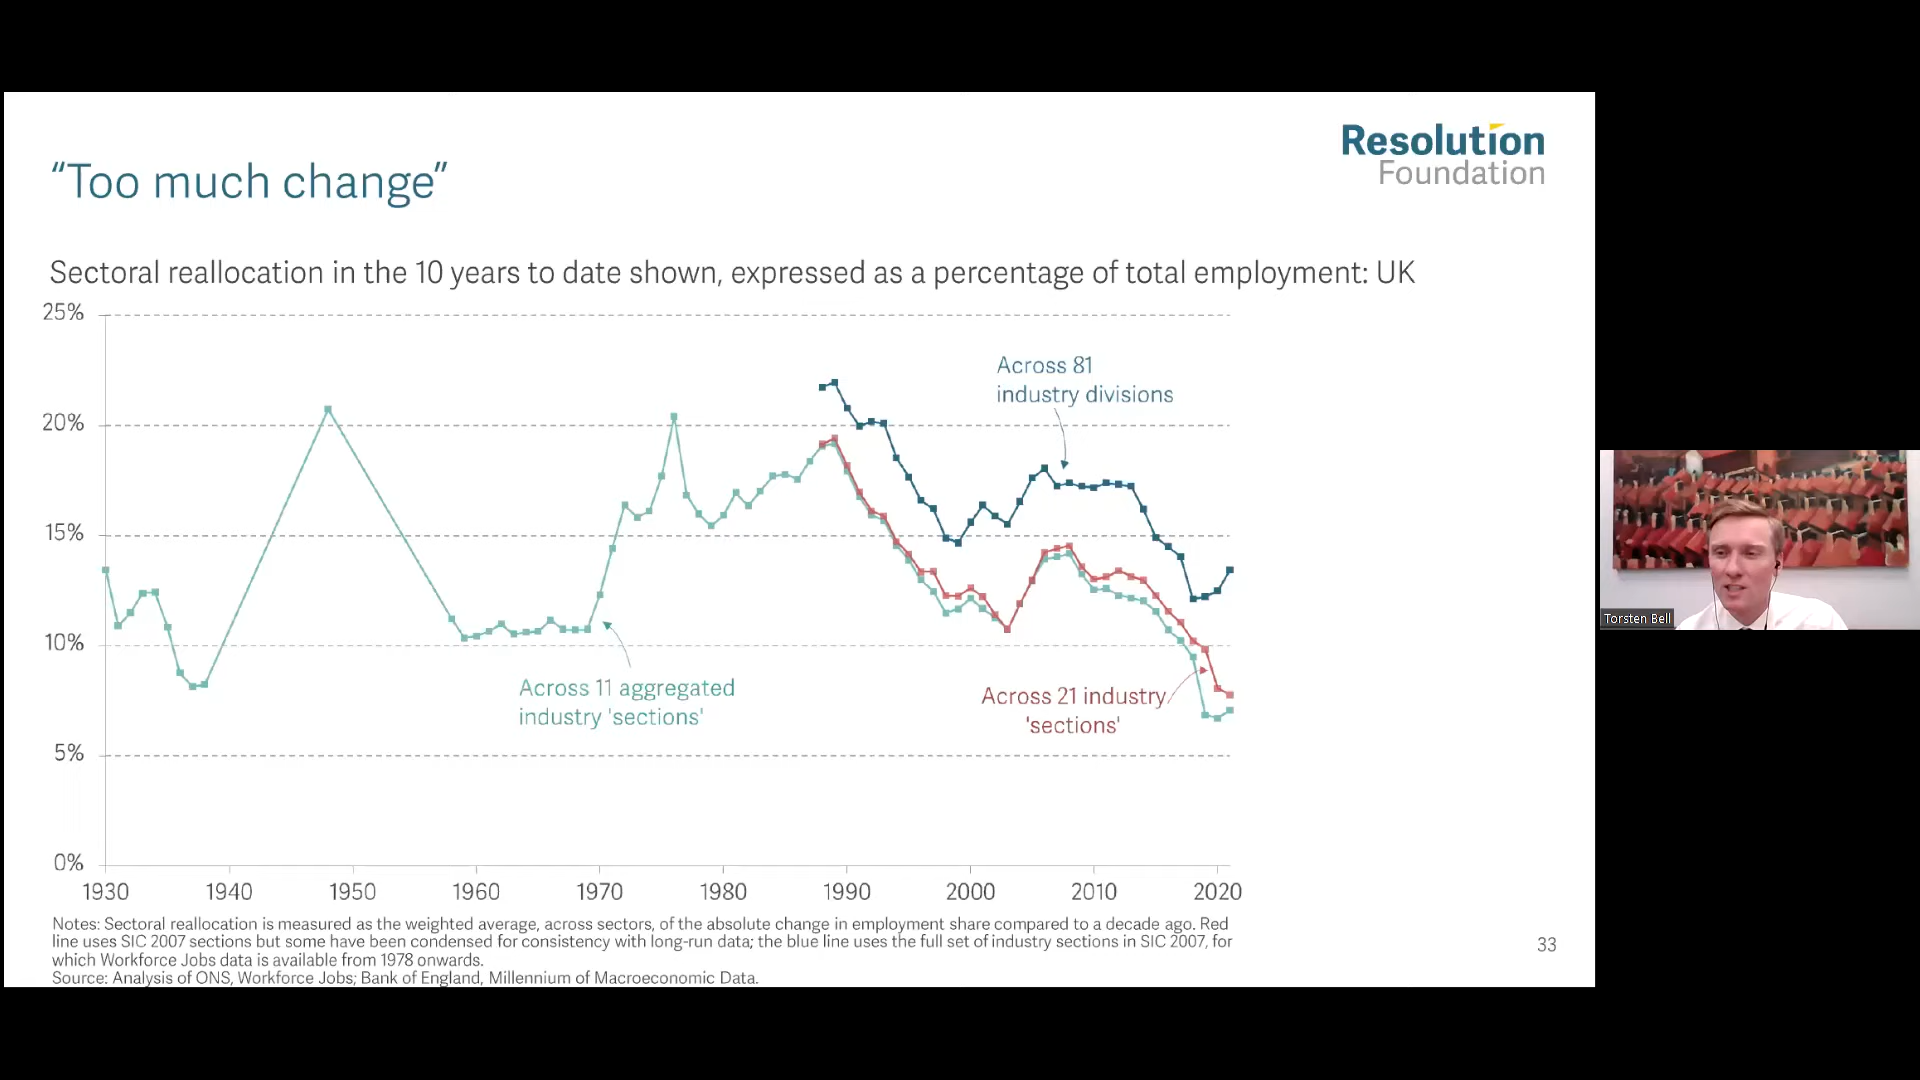 Resolution
Foundation
“Too much change”
Sectoral reallocation in the 10 years to date shown, expressed as a percentage of total employment: UK
25%
20%
15%
10%
5%
0%
Across 81
industry divisions
Across 11 aggregated
industry 'sections'
Across 21 industry
'sections'
1930 1940 1950 1960 1970 1980 1990 2000 2010 2020
Notes: Sectoral reallocation is measured as the weighted average, across sectors, of the absolute change in employment share compared to a decade ago. Red
line uses SIC 2007 sections but some have been condensed for consistency with long-run data; the blue line uses the full set of industry sections in SIC 2007, for
which Workforce Jobs data is available from 1978 onwards.
Source: Analysis of ONS, Workforce Jobs; Bank of England, Millennium of Macroeconomic Data.
33
Torsten Bell